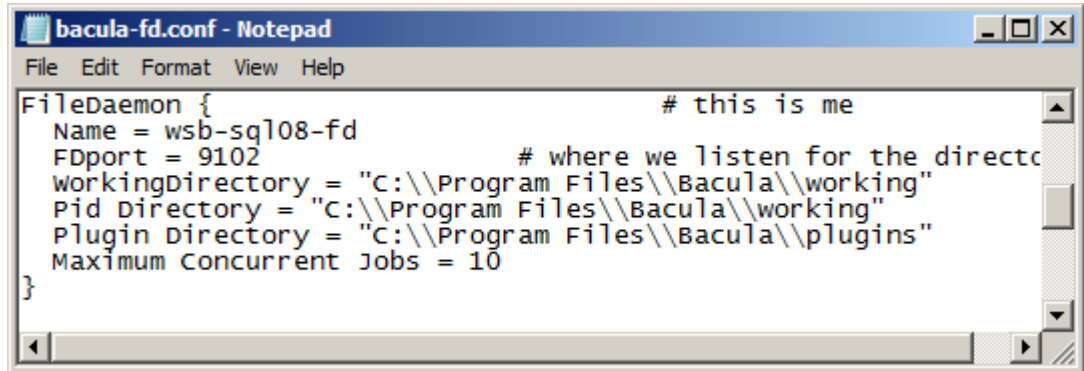 bacula-fd.conf - Notepad
File Edit Format View Help
FileDaemon {                          # this is me
  Name = wsb-sql08-fd
  FDport = 9102                # where we listen for the directo
  WorkingDirectory = "C:\\Program Files\\Bacula\\working"
  Pid Directory = "C:\\Program Files\\Bacula\\working"
  Plugin Directory = "C:\\Program Files\\Bacula\\plugins"
  Maximum Concurrent Jobs = 10
}